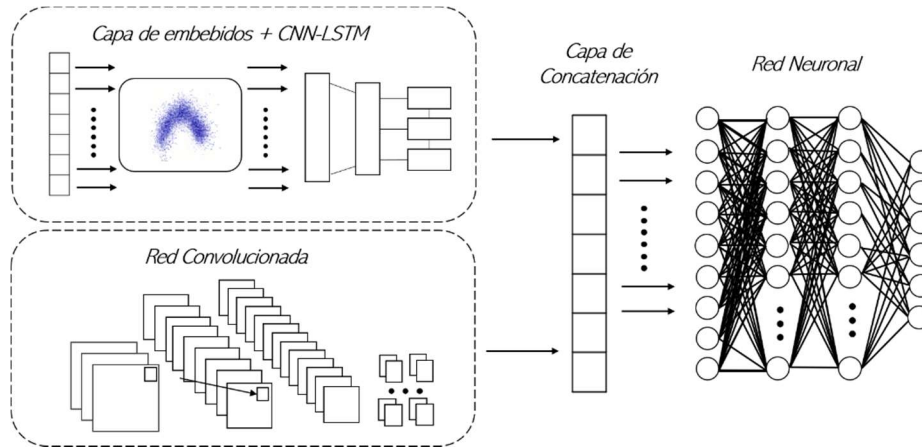 Capa de embebidos + CNN-LSTM
Capa de
Concatenación
Red Neuronal
Red Convolucionada